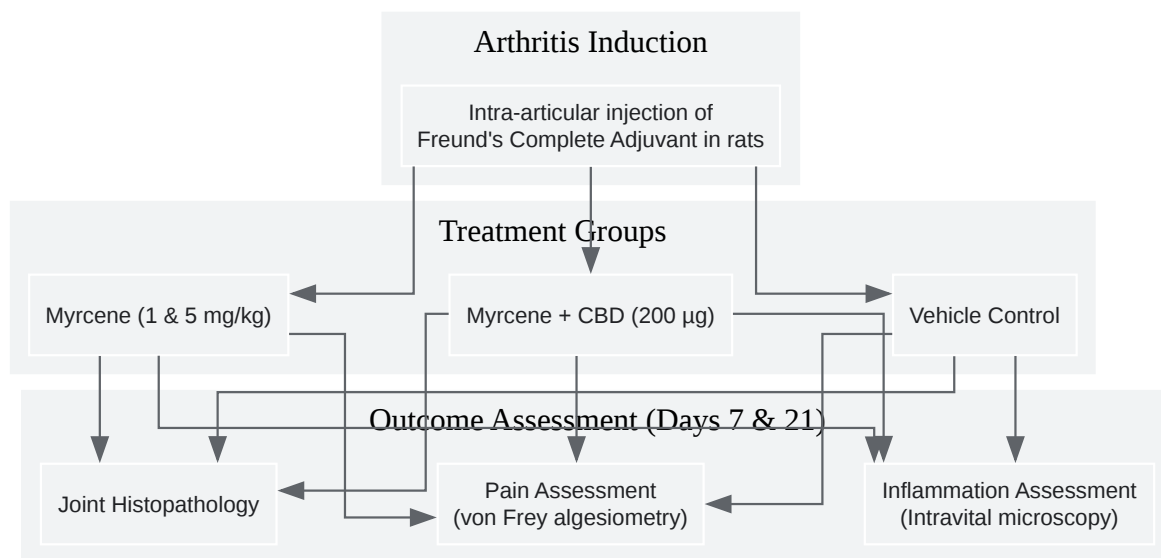 Arthritis Induction
Intra-articular injection of
Freund's Complete Adjuvant in rats
Treatment Groups
Myrcene (1 & 5 mg/kg)
Myrcene + CBD (200 µg)
Vehicle Control
Outcome Assessment (Days 7 & 21)
Joint Histopathology
Pain Assessment
(von Frey algesiometry)
Inflammation Assessment
(Intravital microscopy)